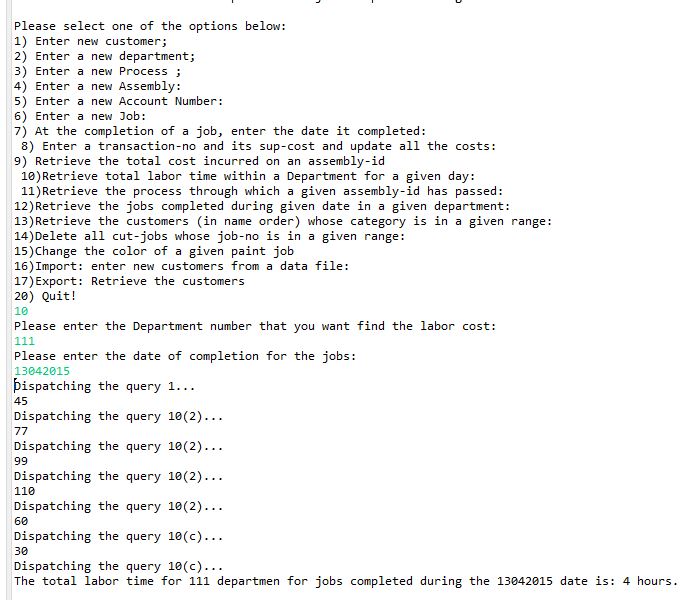 Please select one of the options below:
1) Enter new customer;
2) Enter a new department;
3) Enter a new Process ;
4) Enter a new Assembly:
5) Enter a new Account Number:
6) Enter a new Job:
7) At the completion of a job, enter the date it completed:
8) Enter a transaction-no and its sup-cost and update all the costs:
9) Retrieve the total cost incurred on an assembly-id
10)Retrieve total labor time within a Department for a given day:
11)Retrieve the process through which a given assembly-id has passed:
12)Retrieve the jobs completed during given date in a given department:
13)Retrieve the customers (in name order) whose category is in a given range:
14)Delete all cut-jobs whose job-no is in a given range:
15)Change the color of a given paint job
16)Import: enter new customers from a data file:
17)Export: Retrieve the customers
20) Quit!
10
Please enter the Department number that you want find the labor cost:
111
Please enter the date of completion for the jobs:
13042015
Dispatching the query 1...
45
Dispatching the query 10(2)...
77
Dispatching the query 10(2)...
99
Dispatching the query 10(2)...
110
Dispatching the query 10(2)...
60
Dispatching the query 10(c)...
30
Dispatching the query 10(c)...
The total labor time for 111 departmen for jobs completed during the 13042015 date is: 4 hours.